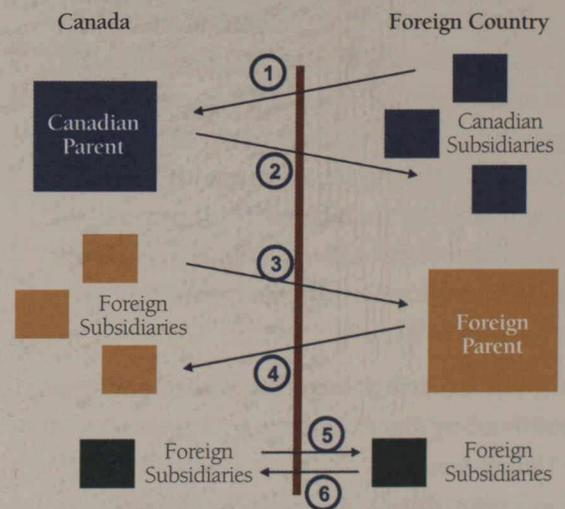 Canada
Foreign Country
1
Canadian
Parent
Canadian
Subsidiaries
2
3
Foreign
Subsidiaries
Foreign
Parent
4
5
Foreign
Subsidiaries
Foreign
Subsidiaries
6